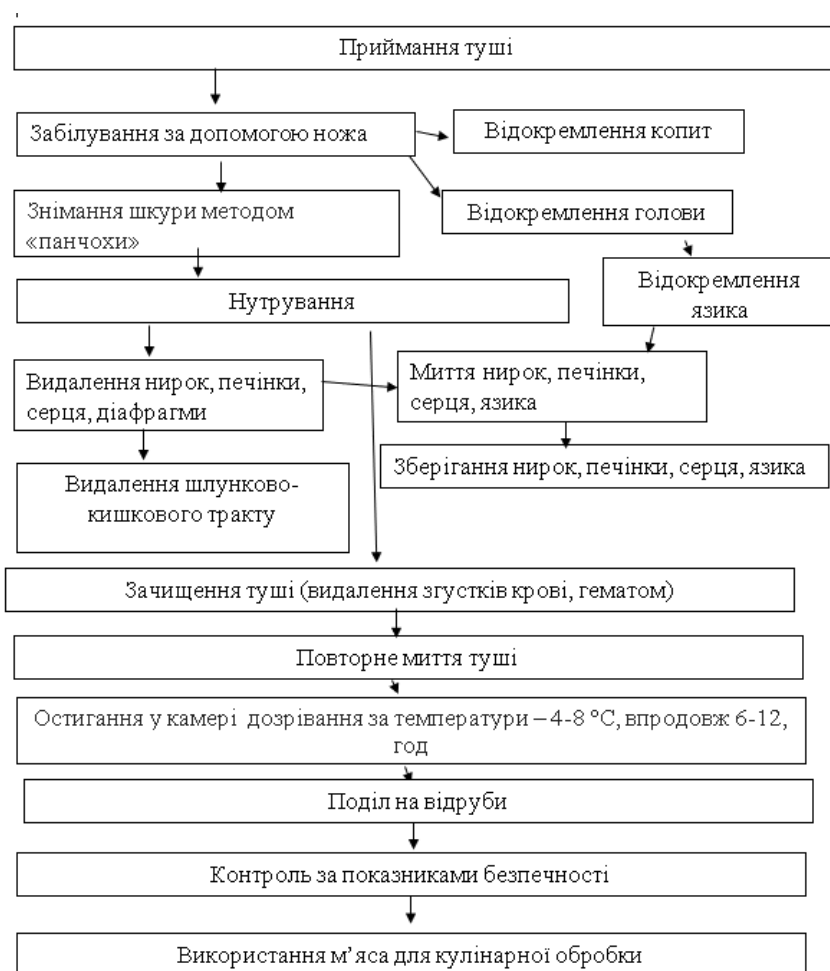 Приймання туші
Забілування за допомогою ножа
Відокремлення копит
Знімання шкури методом
«панчохи»
Відокремлення голови
Відокремлення
язика
Нутрування
Видалення нирок, печінки,
серця, діафрагми
Миття нирок, печінки,
серця, язика
Зберігання нирок, печінки, серця, язика
Видалення шлунково-
кишкового тракту
Зачищення туші (видалення згустків крові, гематом)
Повторне миття туші
Остигання у камері дозрівання за температури – 4-8 °С, впродовж 6-12,
год
Поділ на відруби
Контроль за показниками безпечності
Використання м’яса для кулінарної обробки